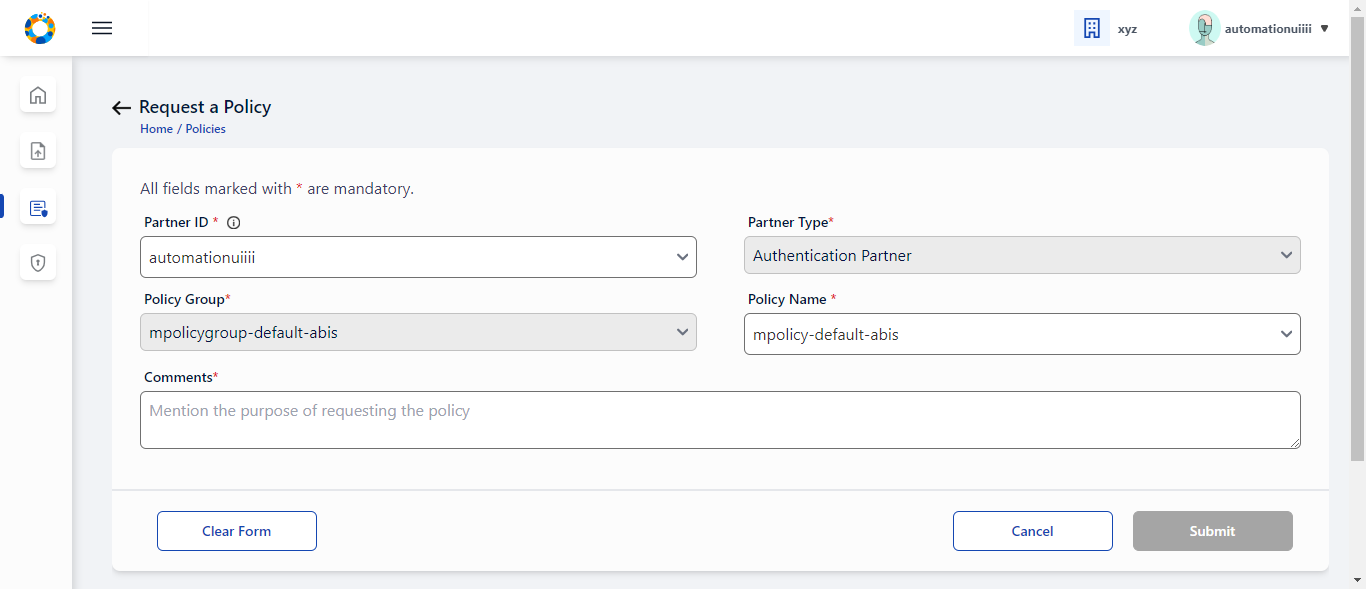 xyz
automationuiiii
Request a Policy
Home / Policies
All fields marked with * are mandatory.
Partner ID *
Partner Type*
automationuiiii
Authentication Partner
Policy Group*
Policy Name *
mpolicygroup-default-abis
mpolicy-default-abis
Comments*
Mention the purpose of requesting the policy
Clear Form
Cancel
Submit